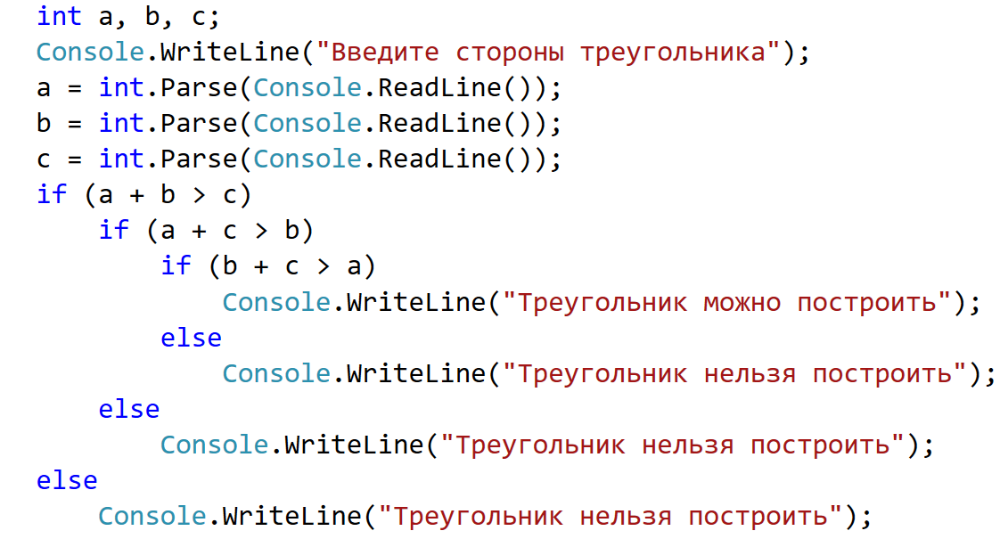 int a, b, c;
Console.WriteLine("Введите стороны треугольника");
a = int.Parse(Console.ReadLine());
b = int.Parse(Console.ReadLine());
c = int.Parse(Console.ReadLine());
if (a + b > c)
    if (a + c > b)
        if (b + c > a)
            Console.WriteLine("Треугольник можно построить");
        else
            Console.WriteLine("Треугольник нельзя построить");
    else
        Console.WriteLine("Треугольник нельзя построить");
else
    Console.WriteLine("Треугольник нельзя построить");